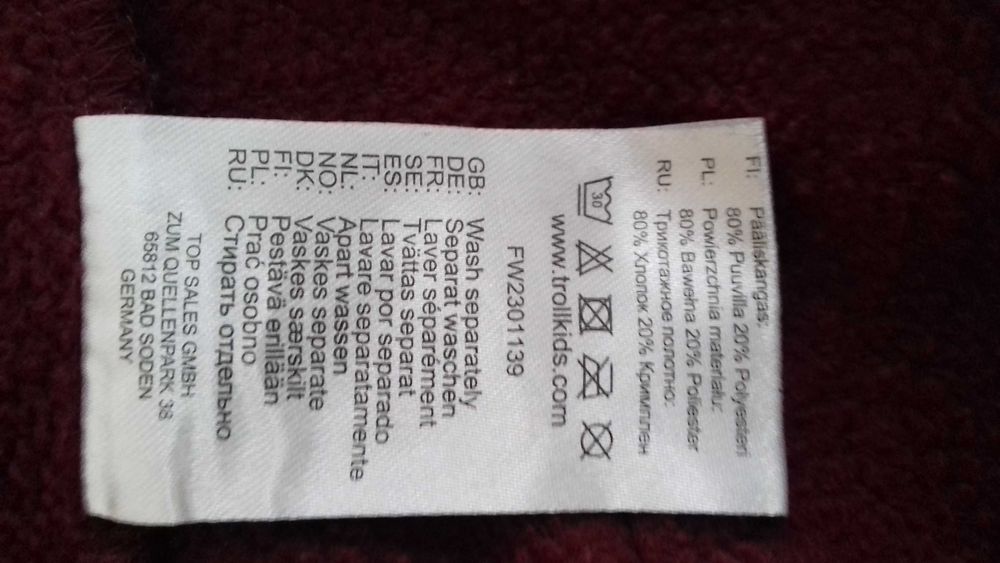 FI: Päälliskangas:
80% Puuvilla 20% Polyesteri
PL: Powierzchnia materiału:
80% Bawełna 20% Poliester
RU: Трикотажное полотно:
80% Хлопок 20% Кримплен
30
www.trollkids.com
FW2301139
GB: Wash separately
DE: Separat waschen
FR: Laver séparément
SE: Tvättas separat
ES: Lavar por separado
IT: Lavare separatamente
NL: Apart wassen
NO: Vaskes separate
DK: Vaskes særskilt
FI: Pestävä erillään
PL: Prać osobno
RU: Стирать отдельно
TOP SALES GMBH
ZUM QUELLENPARK 38
65812 BAD SODEN
GERMANY